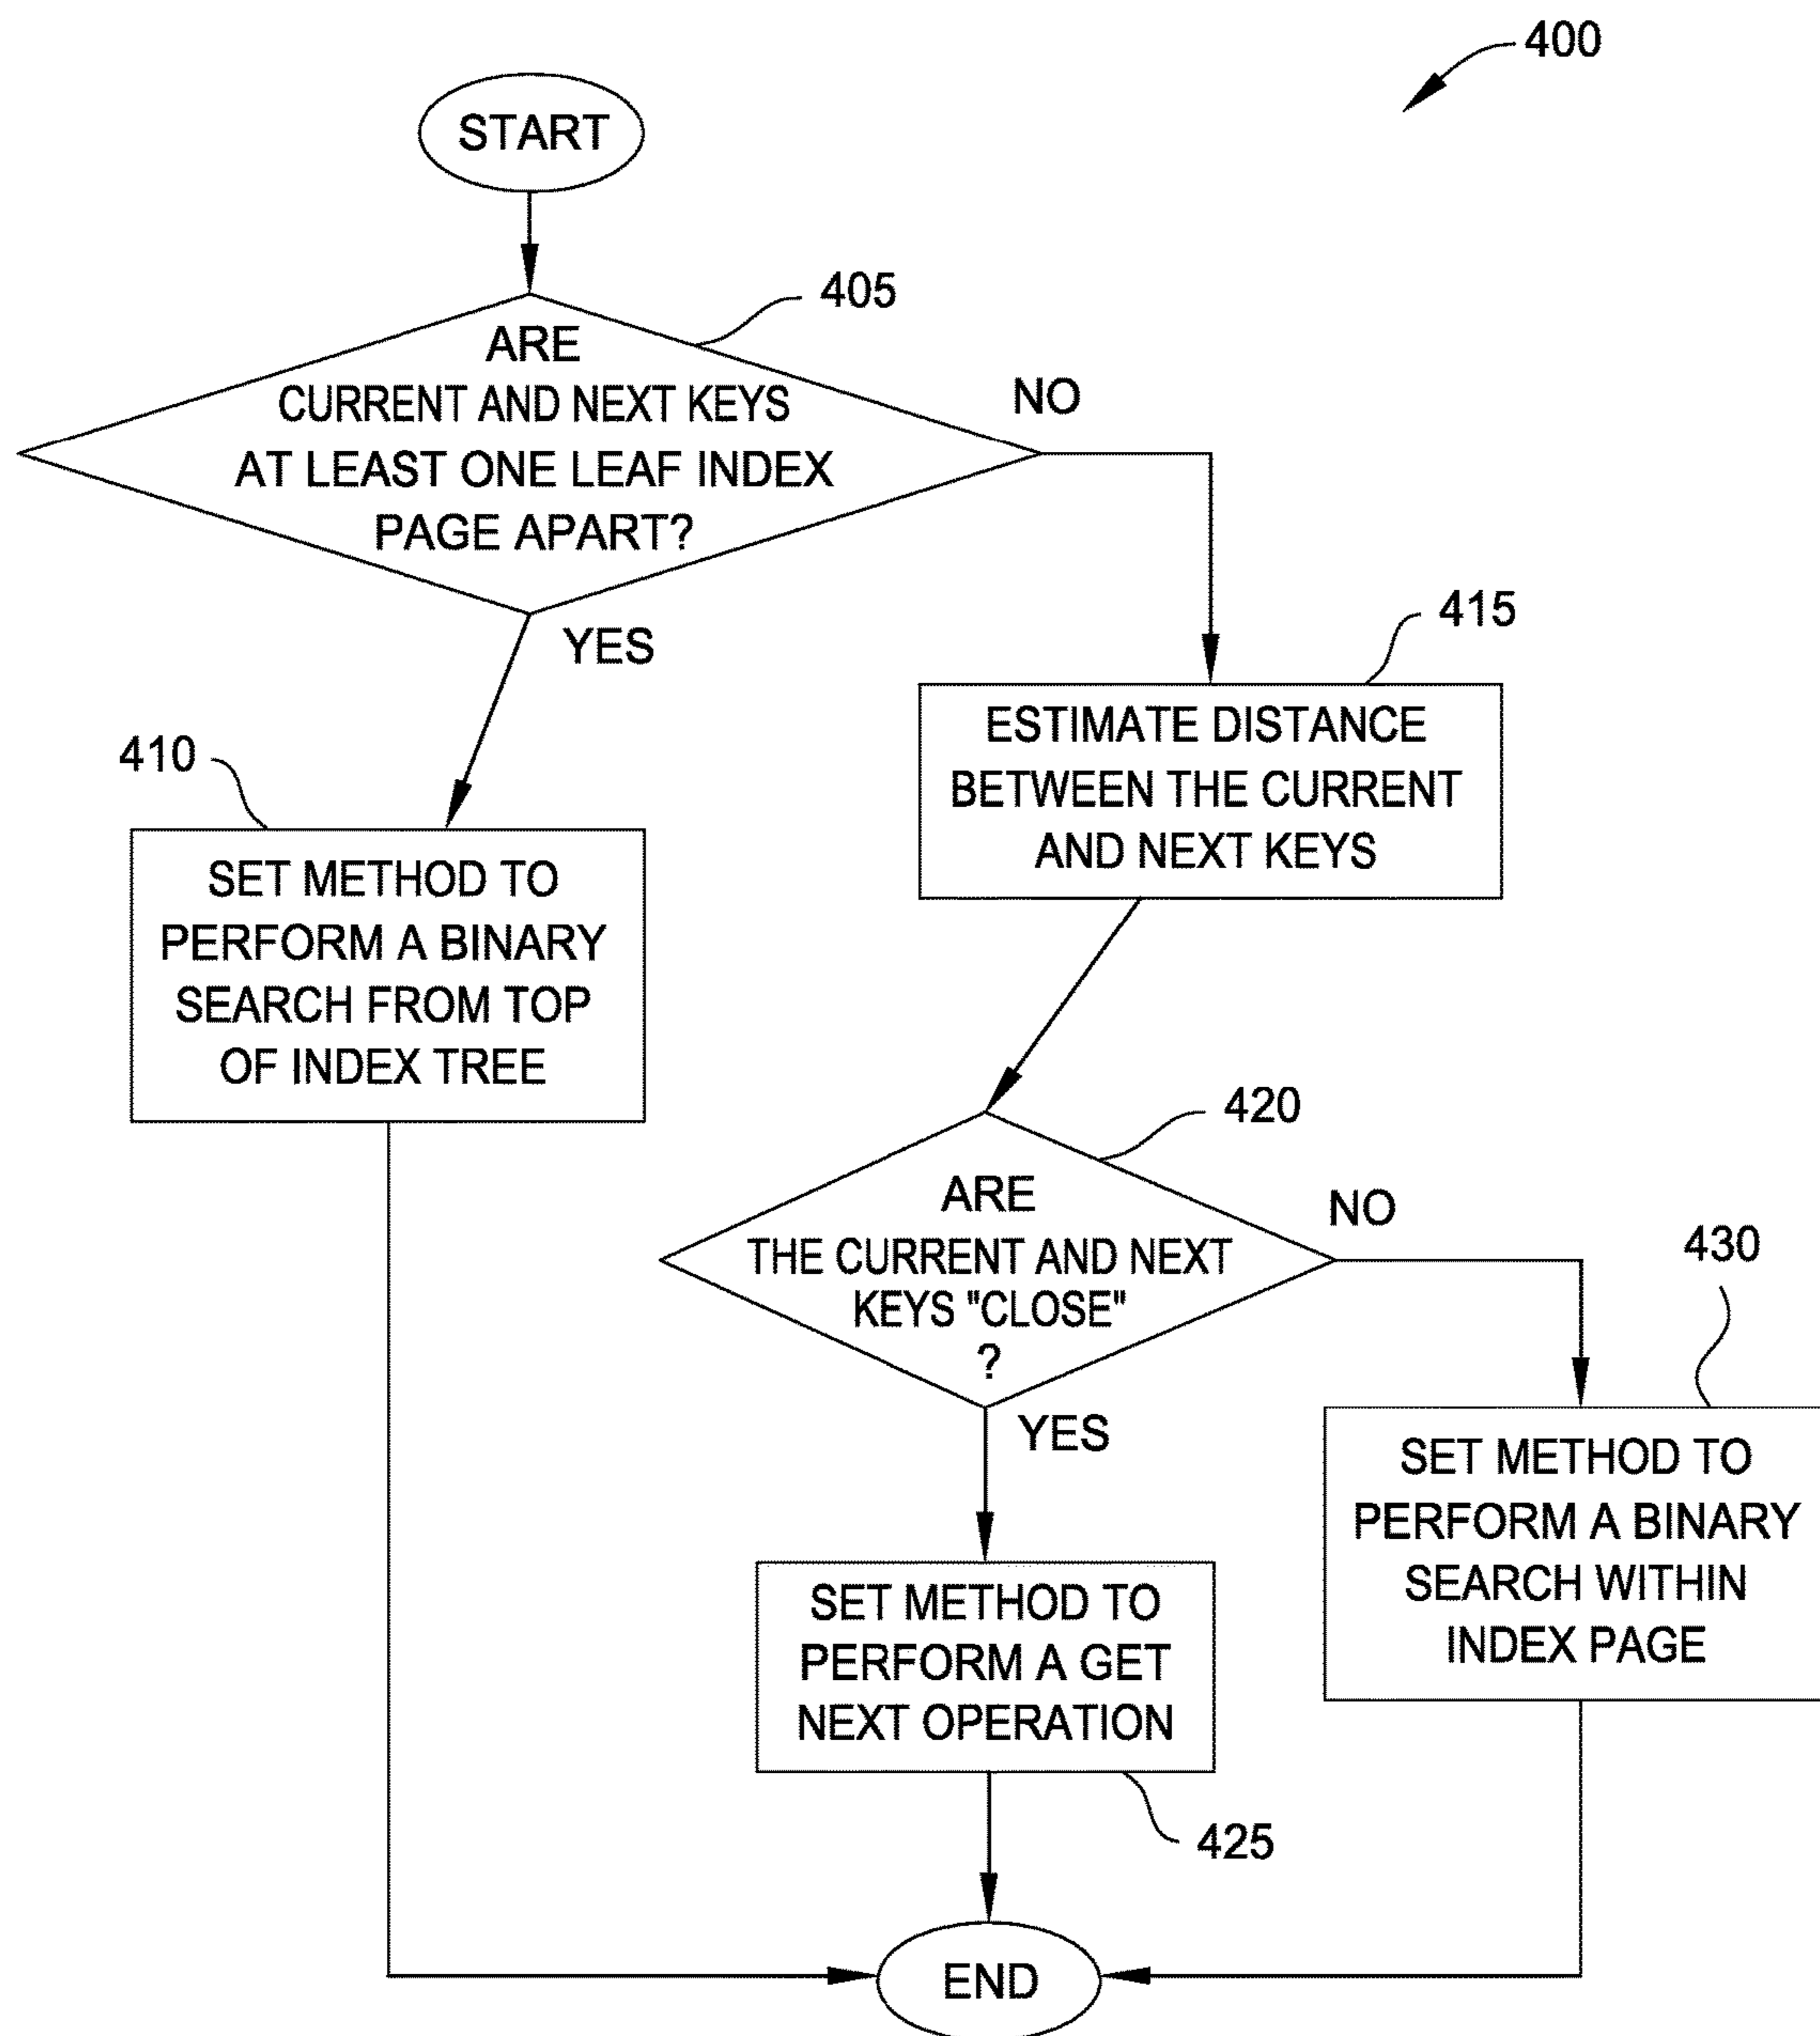 400
START
405
ARE
CURRENT AND NEXT KEYS
AT LEAST ONE LEAF INDEX
PAGE APART?
NO
YES
415
ESTIMATE DISTANCE
BETWEEN THE CURRENT
AND NEXT KEYS
410
SET METHOD TO
PERFORM A BINARY
SEARCH FROM TOP
OF INDEX TREE
420
ARE
THE CURRENT AND NEXT
KEYS "CLOSE"
?
NO
YES
430
SET METHOD TO
PERFORM A BINARY
SEARCH WITHIN
INDEX PAGE
SET METHOD TO
PERFORM A GET
NEXT OPERATION
425
END